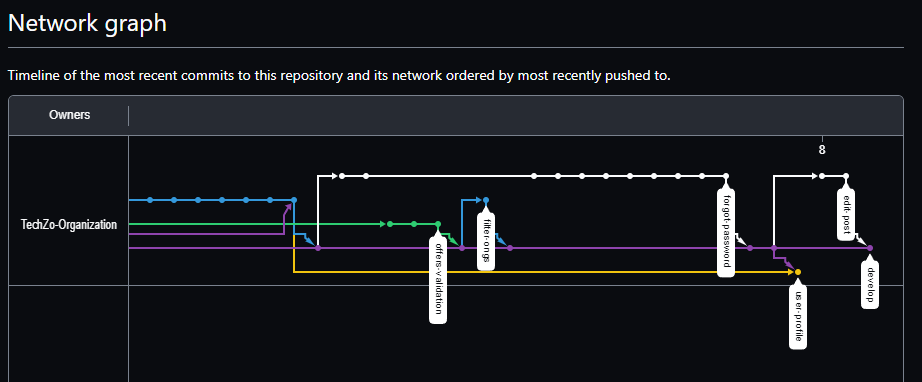 Network graph
Timeline of the most recent commits to this repository and its network ordered by most recently pushed to.
Owners
8
TechZo-Organization
offers-validation
filter-ongs
forgot-password
user-profile
edit-post
develop